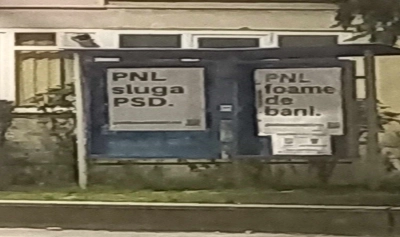 PNL
sluga
PSD.
PNL
foame
de
bani.